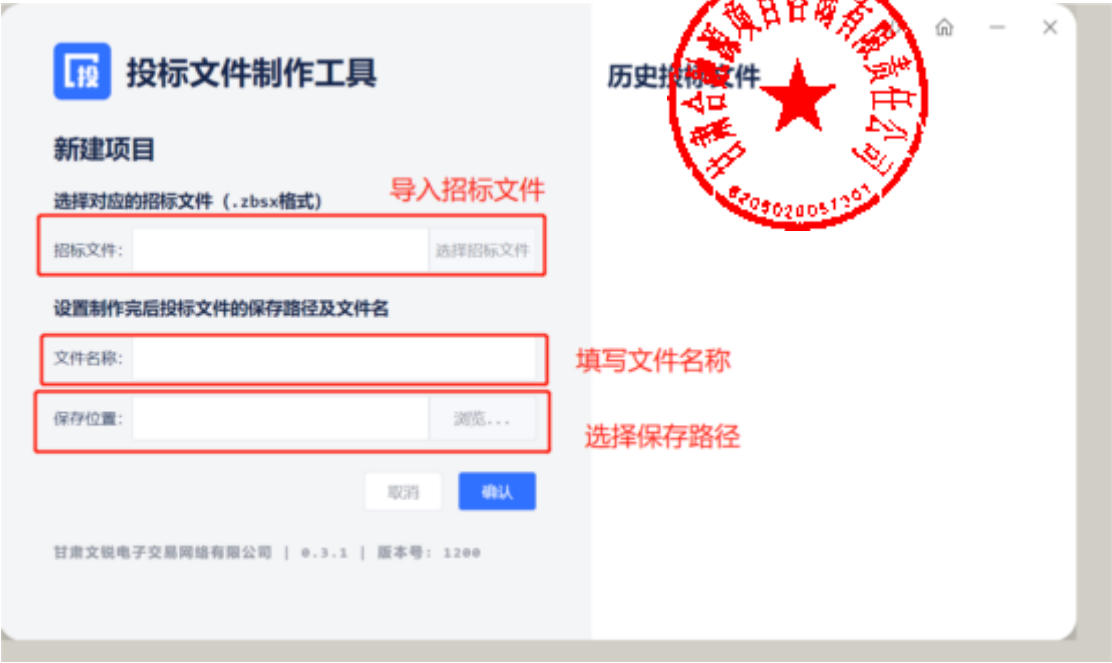 投标文件制作工具
新建项目
选择对应的招标文件（.zbsx格式）
导入招标文件
招标文件：
选择招标文件
设置制作完后投标文件的保存路径及文件名
文件名称：
填写文件名称
保存位置：
浏览...
选择保存路径
取消
确认
甘肃文锐电子交易网络有限公司 | 0.3.1 | 版本号：1200
历史投标文件